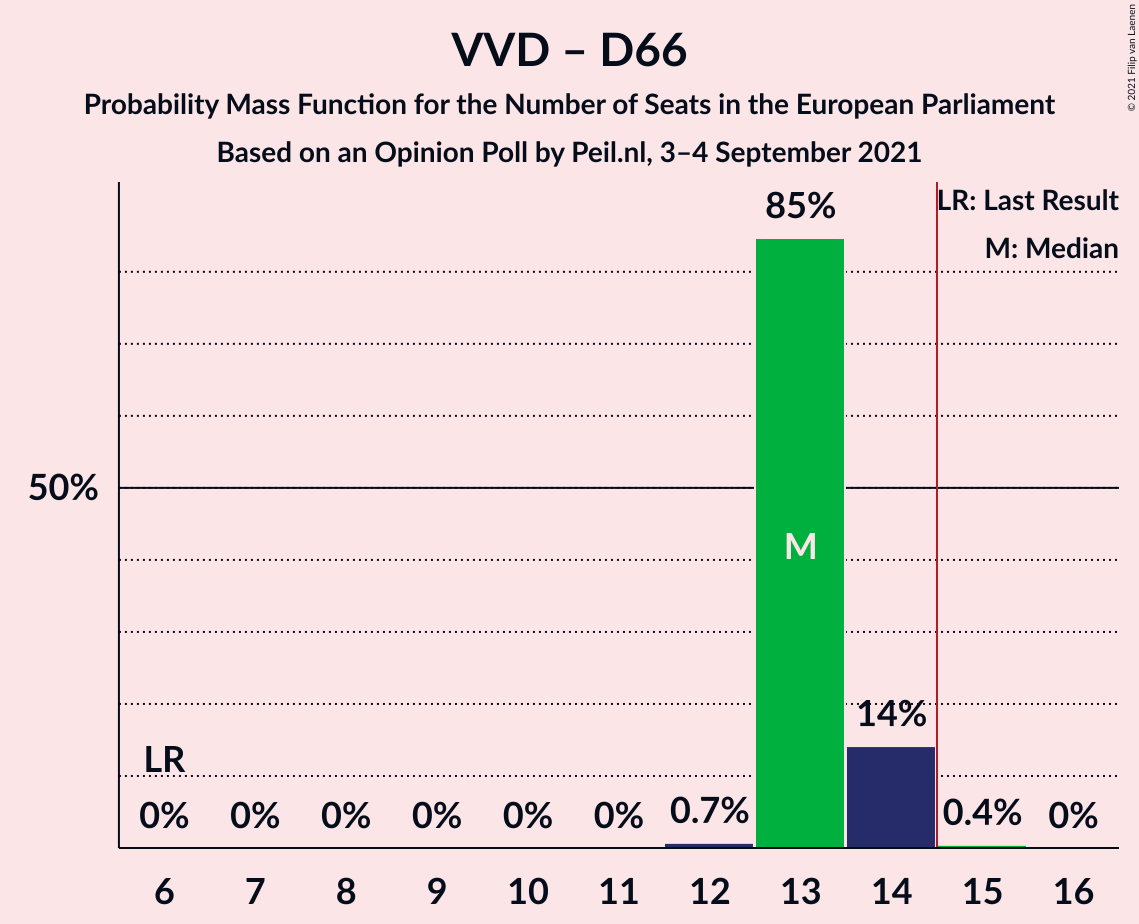 VVD – D66
Probability Mass Function for the Number of Seats in the European Parliament
Based on an Opinion Poll by Peil.nl, 3–4 September 2021
© 2021 Filip van Laenen
LR: Last Result
M: Median
85%
50%
M
14%
LR
0% 0% 0% 0% 0% 0% 0.7% 0.4% 0%
6 7 8 9 10 11 12 13 14 15 16